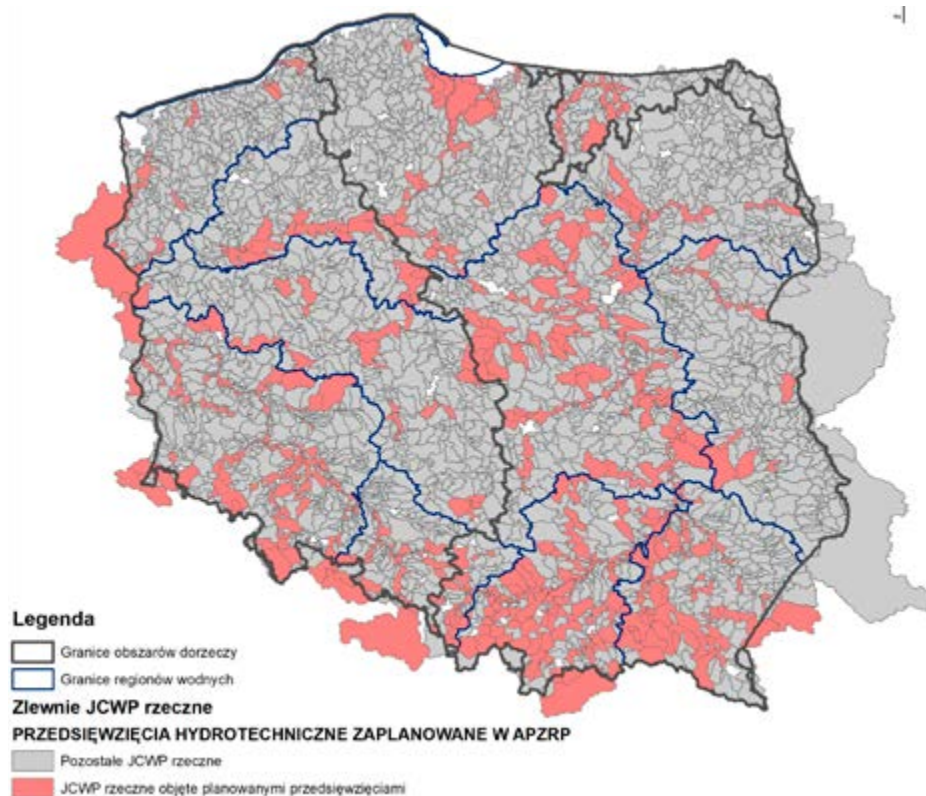 Legenda
Granice obszarów dorzeczy
Granice regionów wodnych
Zlewnie JCWP rzeczne
PRZEDSIĘWZIĘCIA HYDROTECHNICZNE ZAPLANOWANE W APZRP
Pozostałe JCWP rzeczne
JCWP rzeczne objęte planowanymi przedsięwzięciami